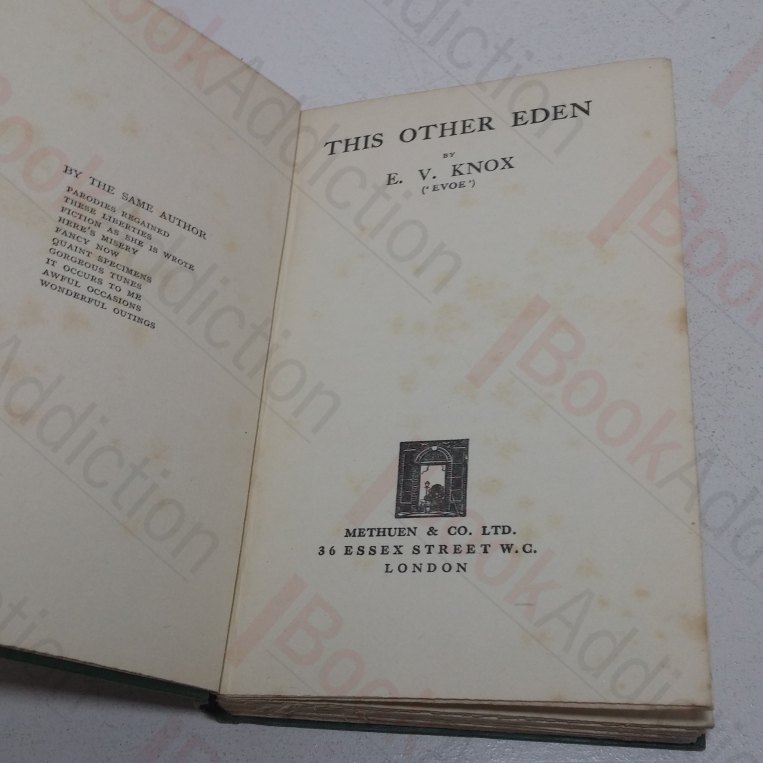 BY THE SAME AUTHOR
PARODIES REGAINED
THESE LIBERTIES
FICTION AS SHE IS WROTE
HERE'S MISERY
FANCY NOW
QUAINT SPECIMENS
GORGEOUS TUNES
IT OCCURS TO ME
AWFUL OCCASIONS
WONDERFUL OUTINGS
THIS OTHER EDEN
BY
E. V. KNOX
('EVOE')
METHUEN & CO. LTD.
36 ESSEX STREET W.C.
LONDON
BookAddiction